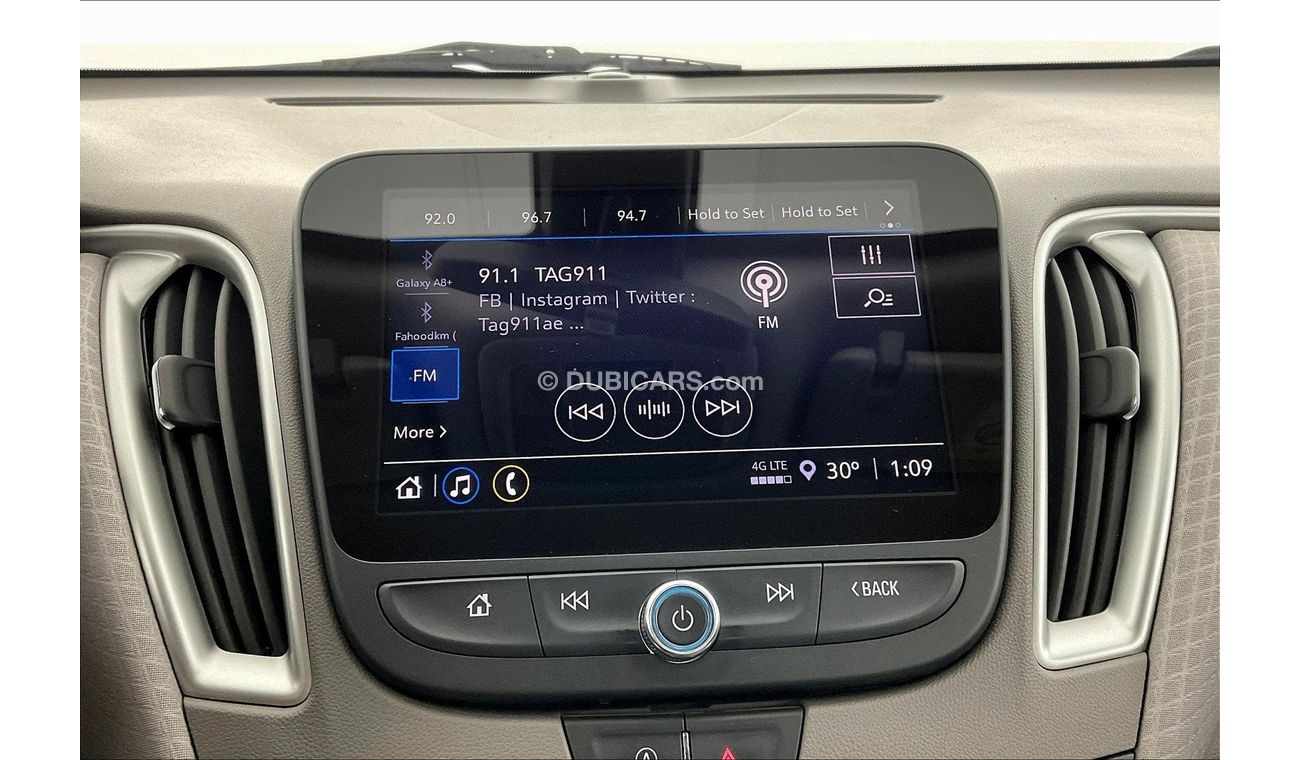 92.0 96.7 94.7 Hold to Set Hold to Set
Galaxy A8+
91.1 TAG911
FB | Instagram | Twitter :
Tag911ae ...
FM
Fahoodkm (
FM
© DUBICARS.com
More
4G LTE 30° 1:09
BACK
A